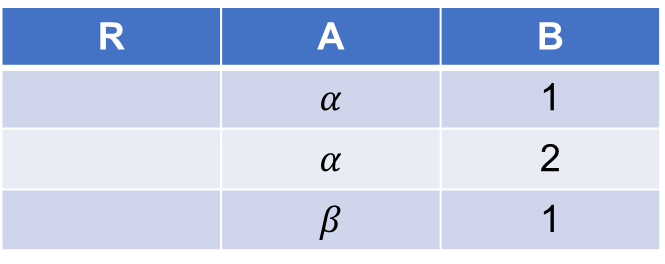 R A B
𝛼 1
𝛼 2
𝛽 1